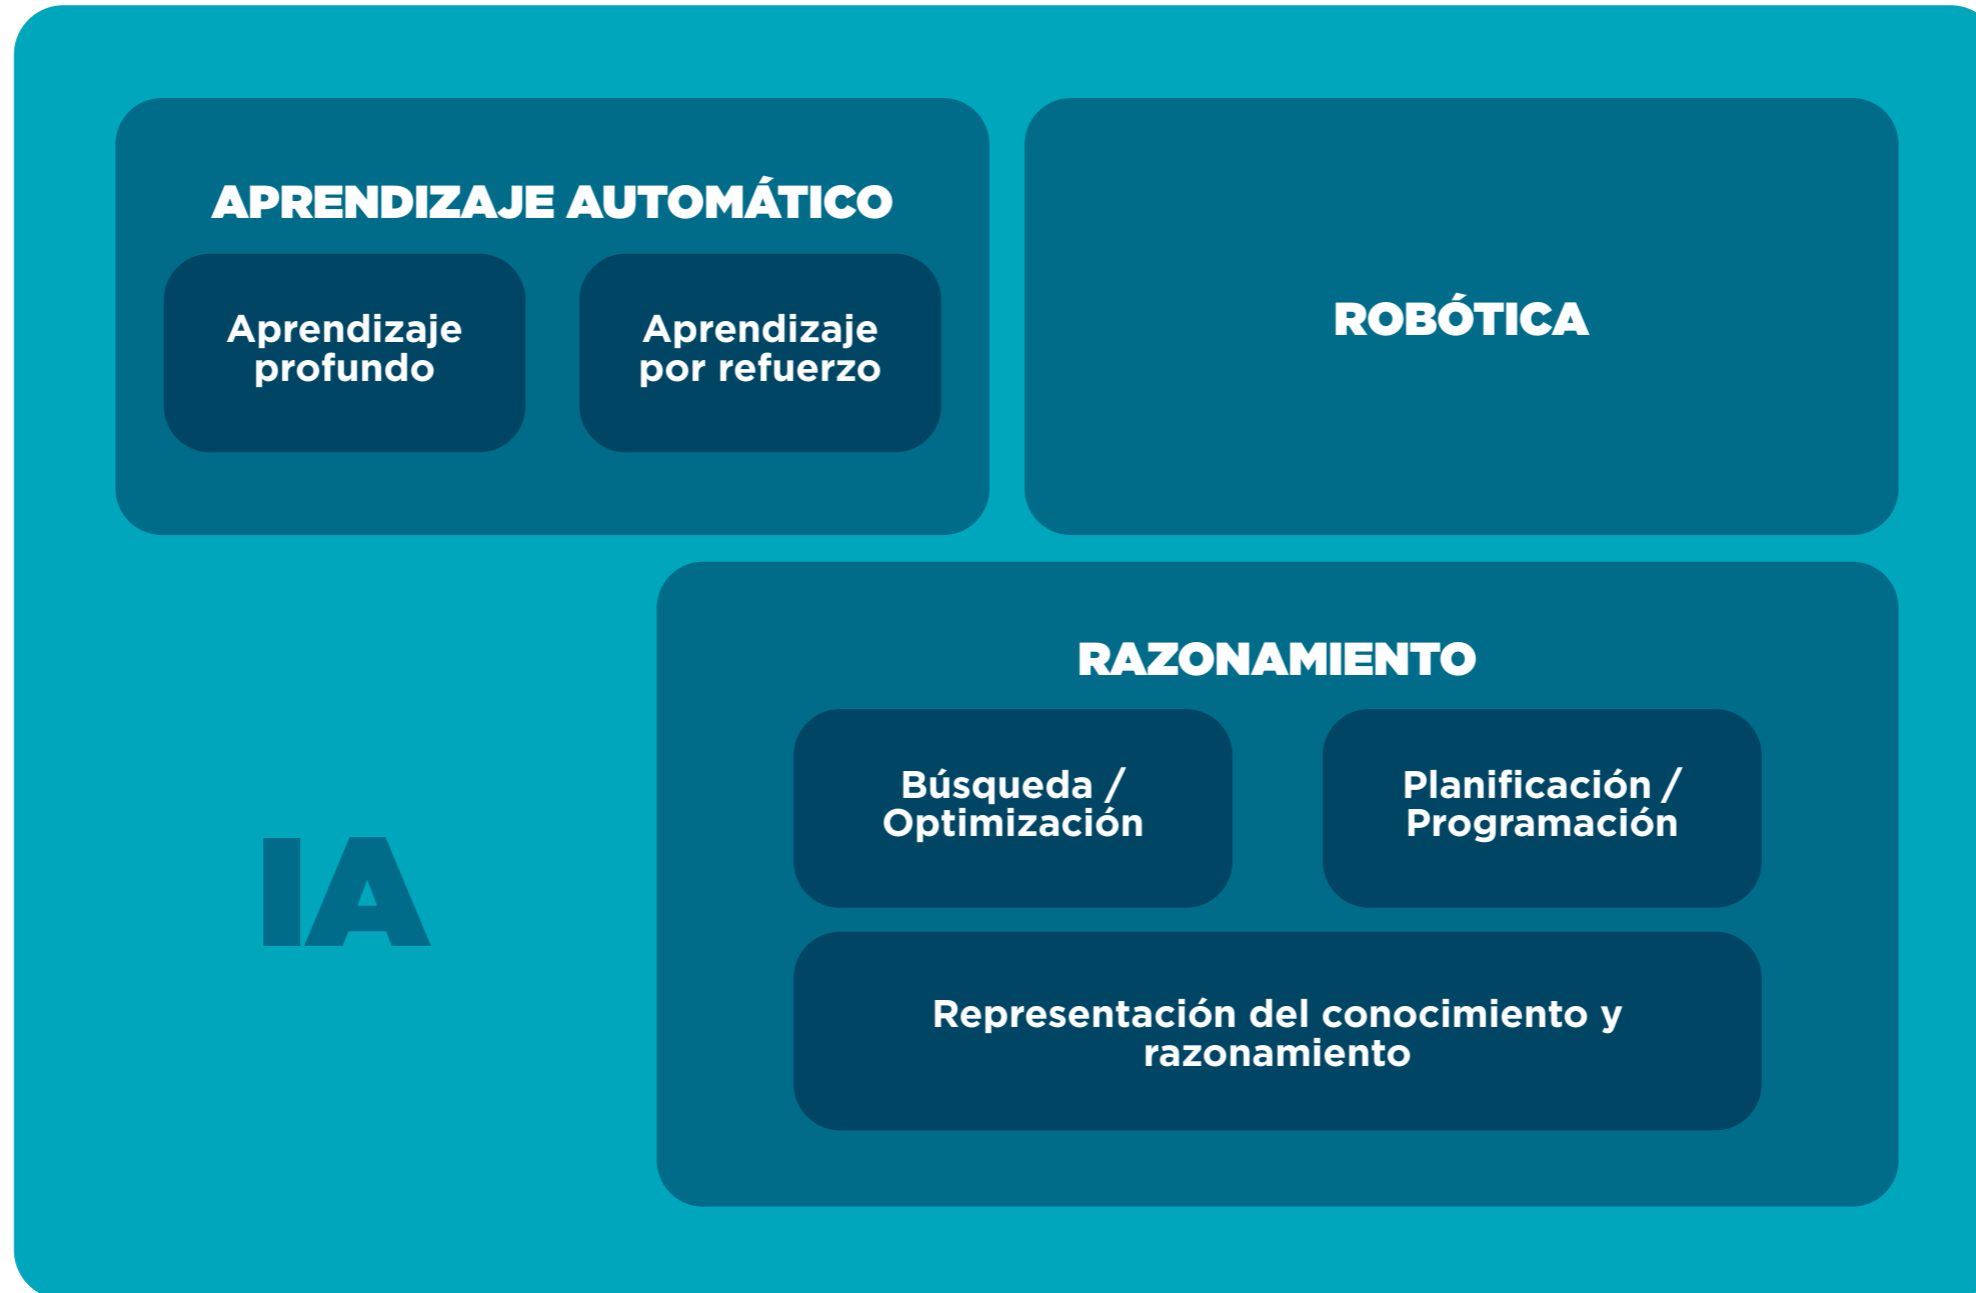 APRENDIZAJE AUTOMÁTICO
Aprendizaje
profundo
Aprendizaje
por refuerzo
ROBÓTICA
RAZONAMIENTO
Búsqueda /
Optimización
Planificación /
Programación
Representación del conocimiento y
razonamiento
IA